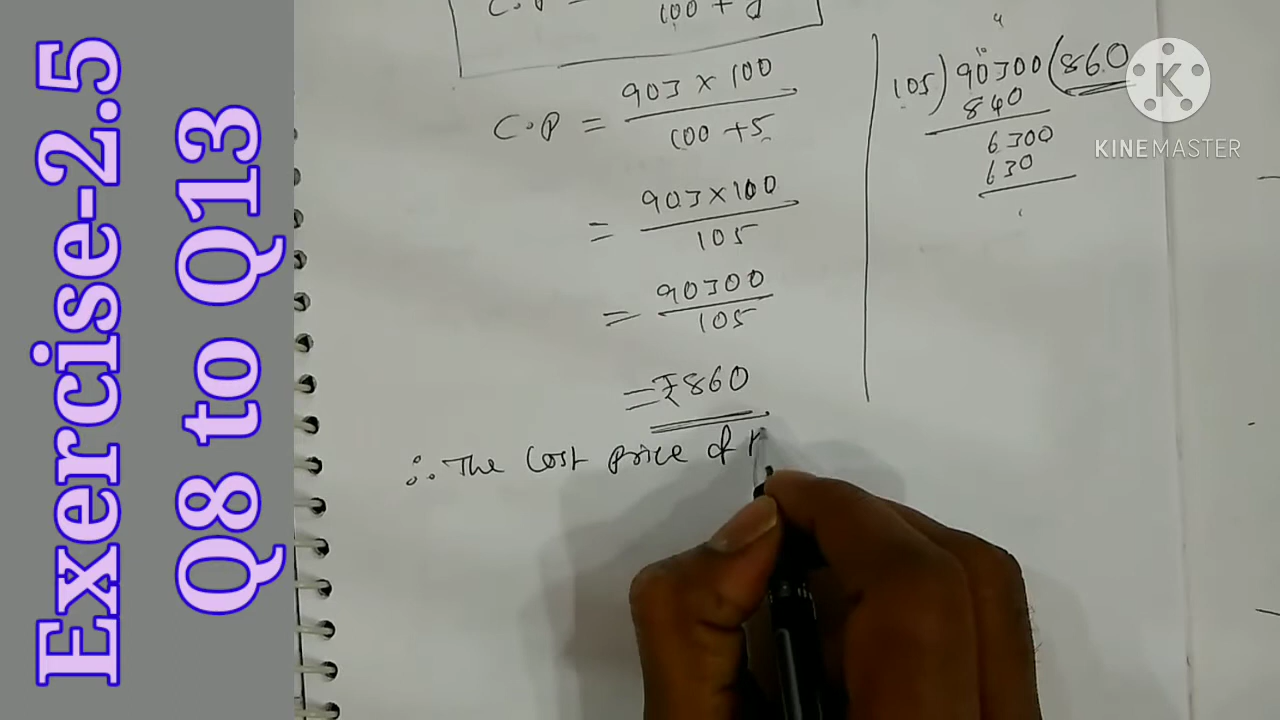 Exercise-2.5
Q8 to Q13
C.P =
100 + g
C.P = 903 × 100
100 + 5
= 903 × 100
105
= 90300
105
= ₹860
∴ The cost price of
105) 90300 (860
840
6300
630
K
KINEMASTER